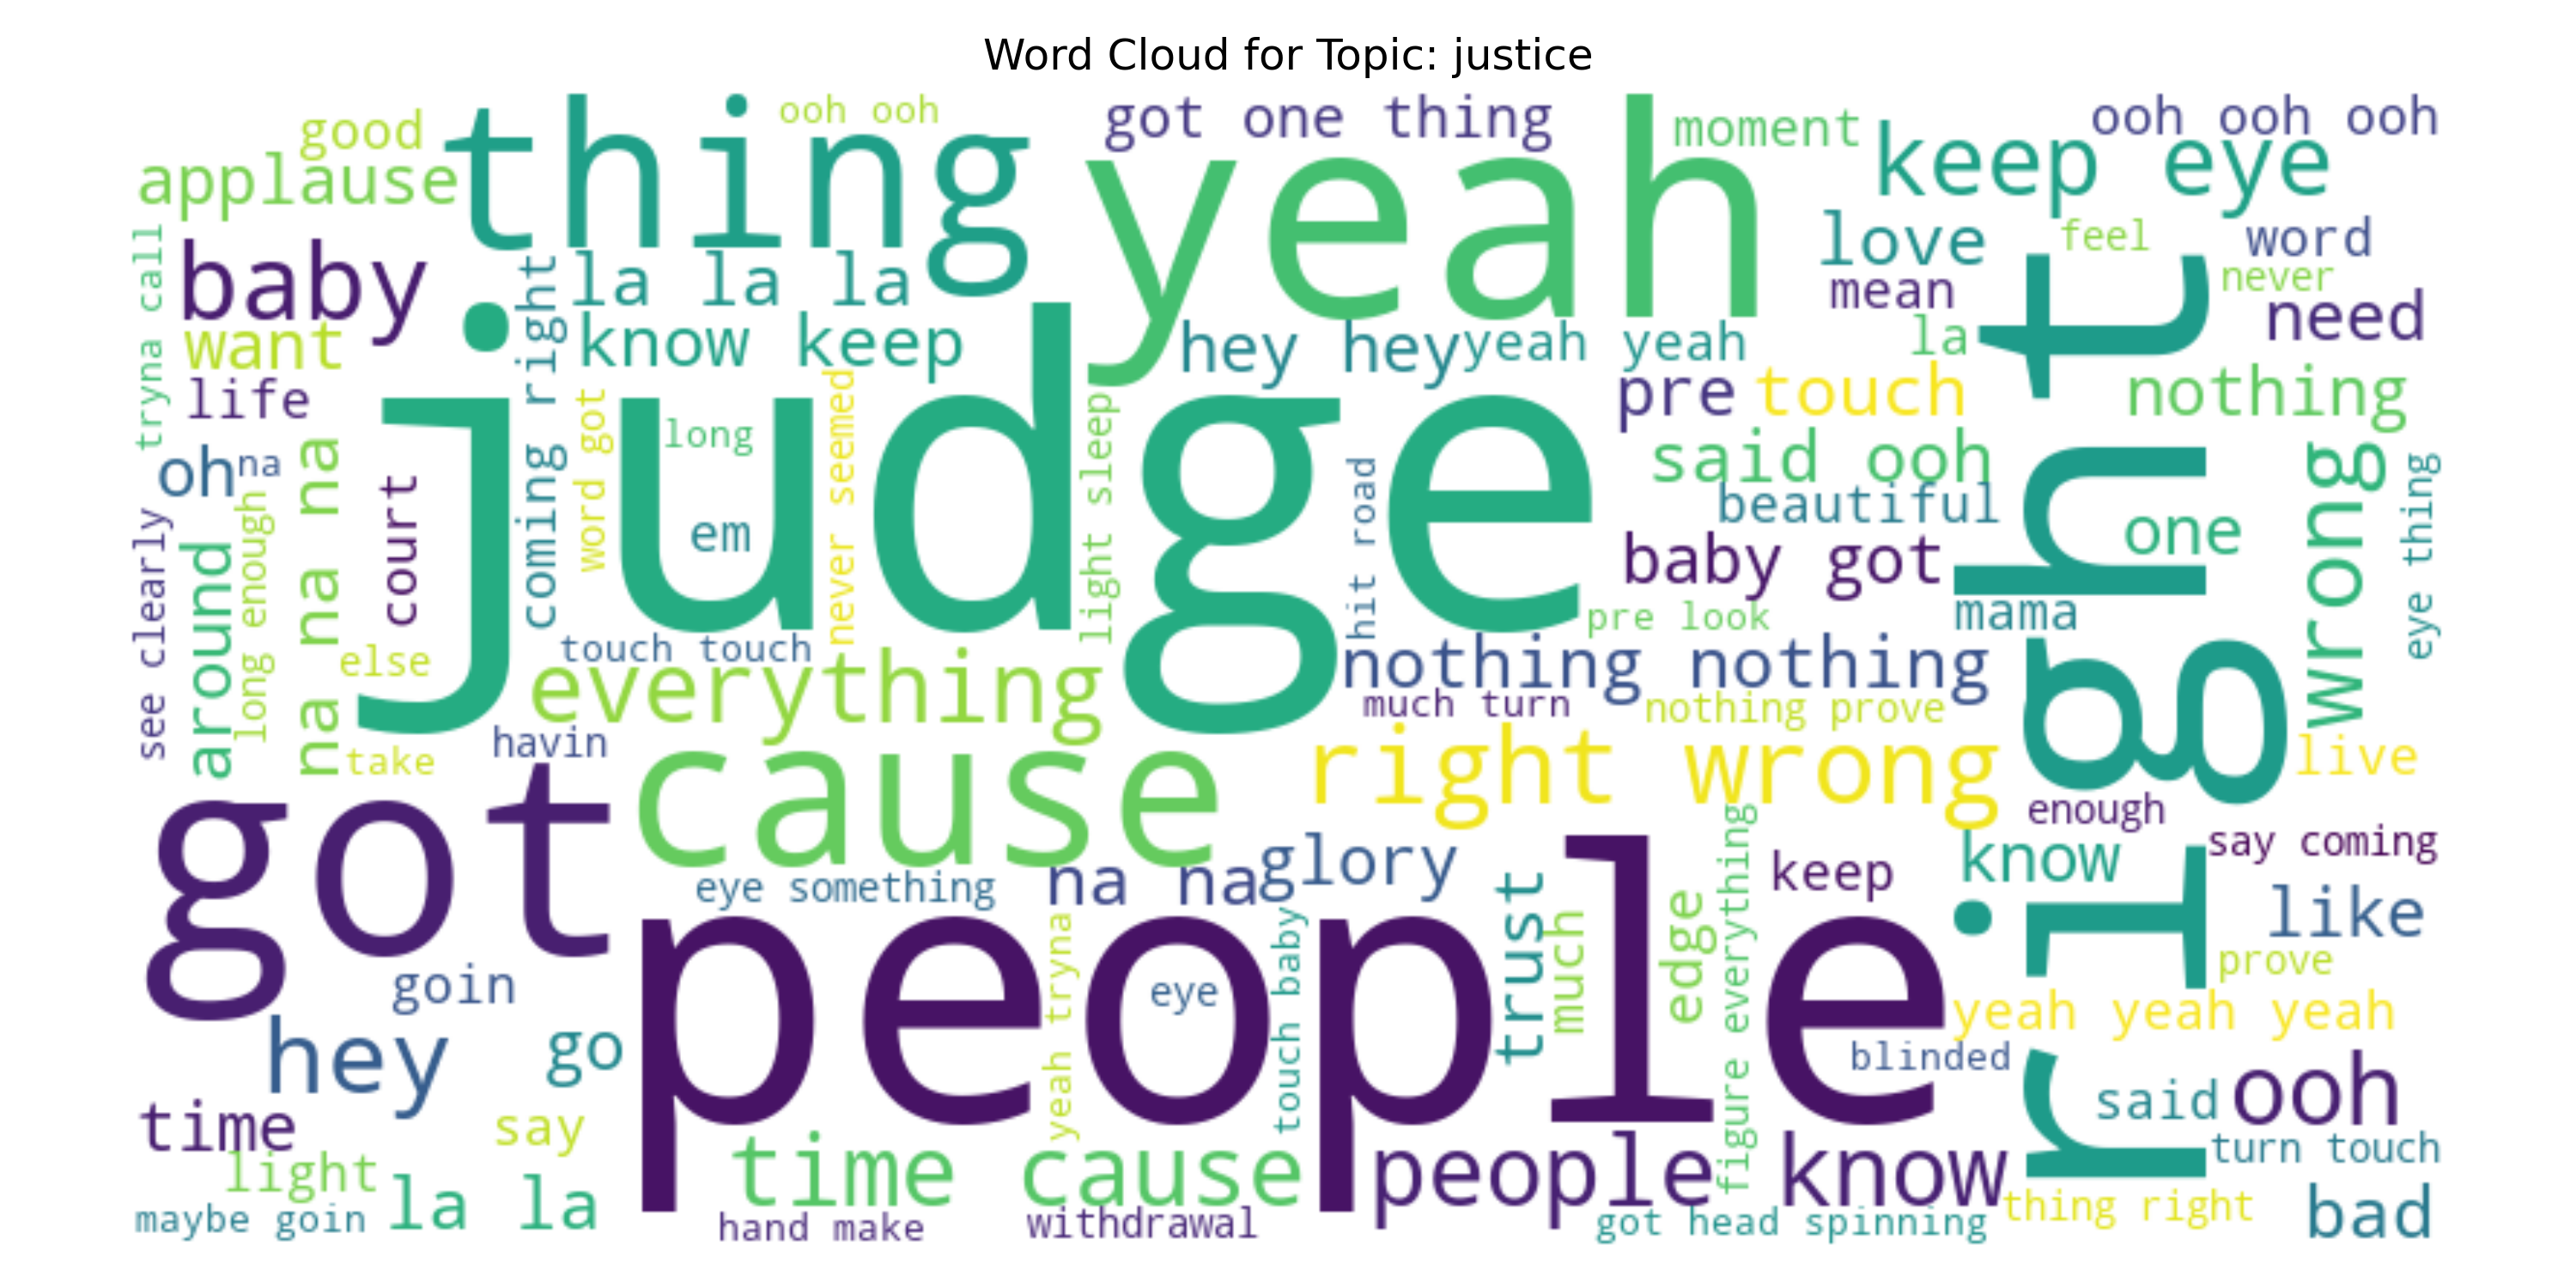 Word Cloud for Topic: justice
good
thing
ooh ooh
got one thing
yeah
moment
keep eye
ooh ooh ooh
applause
tryna call
baby
la la la
love
feel
word
mean
never
need
want
know keep
hey hey
yeah yeah
la
right
life
coming right
judge
pre
touch
nothing
word got
long
never seemed
light sleep
said ooh
oh
na
na na na
court
hit road
beautiful
wrong
eye thing
see clearly
around
long enough
em
baby got
one
pre look
mama
else
touch touch
everything
nothing nothing
much turn
nothing prove
take
havin
cause
right wrong
live
got
enough
say coming
eye something
na na
glory
keep
know
like
people
trust
much
edge
figure everything
prove
goin
yeah tryna
eye
touch baby
yeah yeah yeah
hey
go
blinded
said
ooh
time
say
time cause
people know
turn touch
light
la la
maybe goin
hand make
withdrawal
got head spinning
thing right
bad